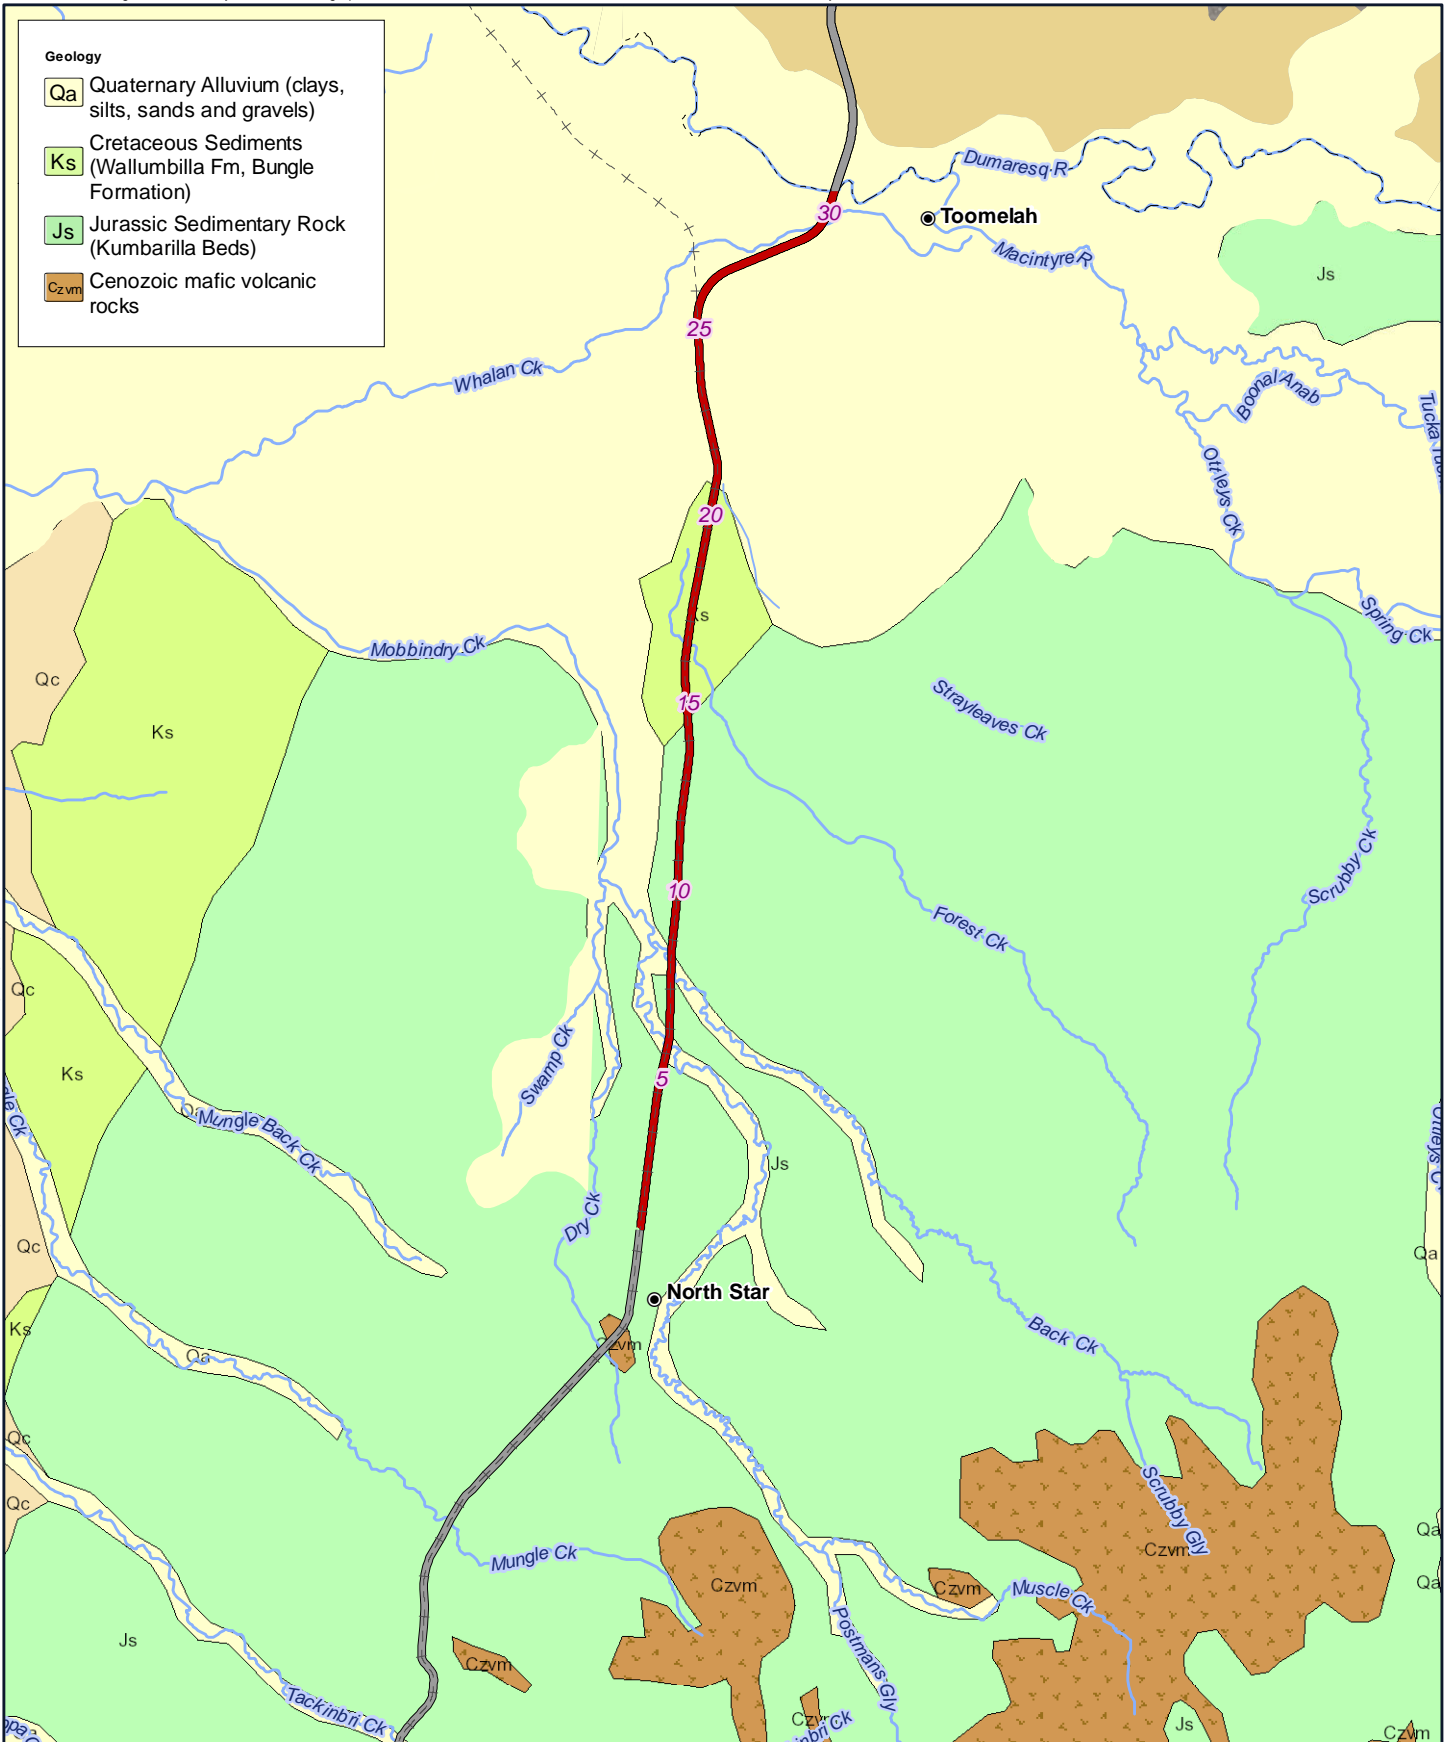 Geology
Qa
Quaternary Alluvium (clays,
silts, sands and gravels)
Ks
Cretaceous Sediments
(Wallumbilla Fm, Bungle
Formation)
Js
Jurassic Sedimentary Rock
(Kumbarilla Beds)
Czvm
Cenozoic mafic volcanic
rocks
Dumaresq R
30
Toomelah
Macintyre R
Js
25
Whalan Ck
Boonal Anab
Tucka
Ottleys Ck
20
Spring Ck
Ks
Mobbindry Ck
Qc
Strayleaves Ck
15
Ks
Scrubby Ck
10
Forest Ck
Qc
Swamp Ck
Ks
5
Mungle Back Ck
Js
Dry Ck
Ottleys
Qc
Qa
North Star
Ks
Czvm
Back Ck
Qa
Qc
Scrubby Gly
Qc
Qa
Czvm
Mungle Ck
Czvm
Czvm
Muscle Ck
Qa
Js
Postmans Gly
Czvm
Tackinbri Ck
inbri Ck
Js
Czvm